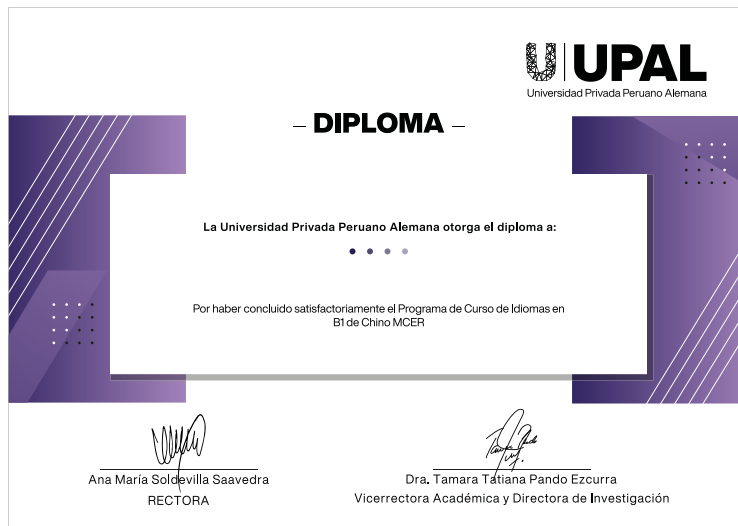 UPAL
Universidad Privada Peruano Alemana
– DIPLOMA –
La Universidad Privada Peruano Alemana otorga el diploma a:
Por haber concluido satisfactoriamente el Programa de Curso de Idiomas en
B1 de Chino MCER
Ana María Soldevilla Saavedra
RECTORA
Dra. Tamara Tatiana Pando Ezcurra
Vicerrectora Académica y Directora de Investigación